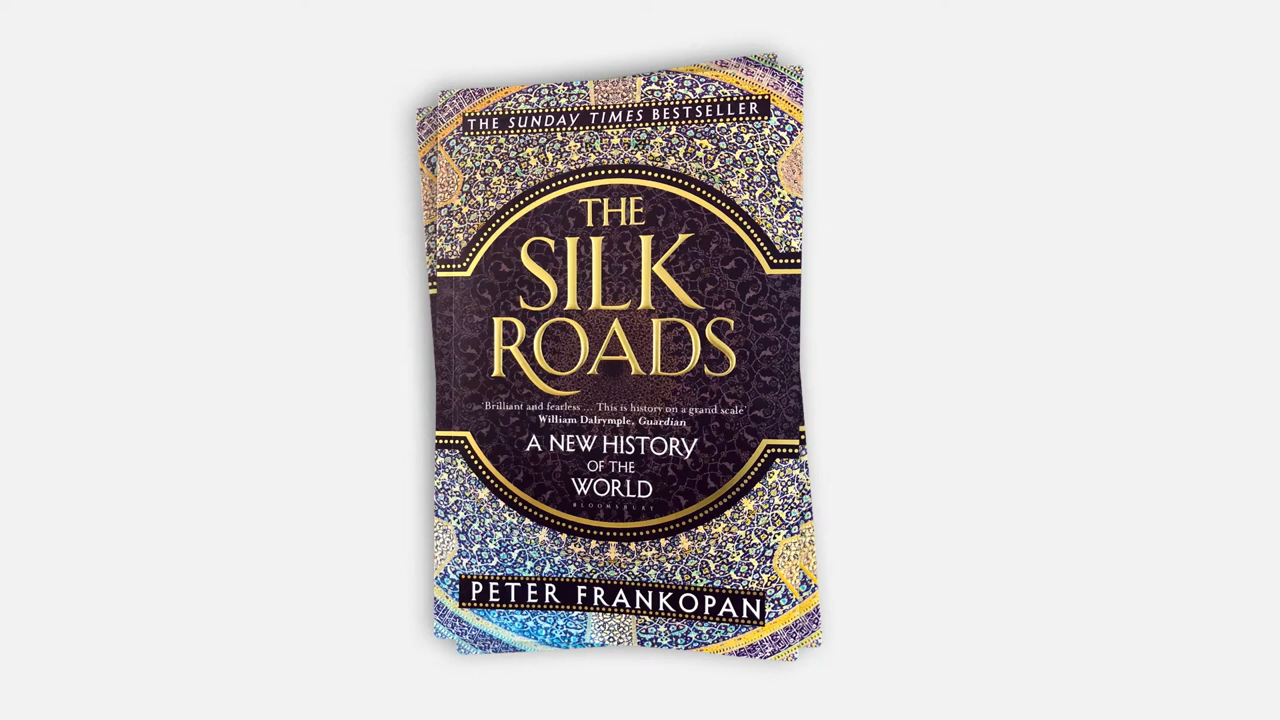 THE SUNDAY TIMES BESTSELLER
THE
SILK
ROADS
'Brilliant and fearless ... This is history on a grand scale'
William Dalrymple, Guardian
A NEW HISTORY
OF THE
WORLD
BLOOMSBURY
PETER FRANKOPAN